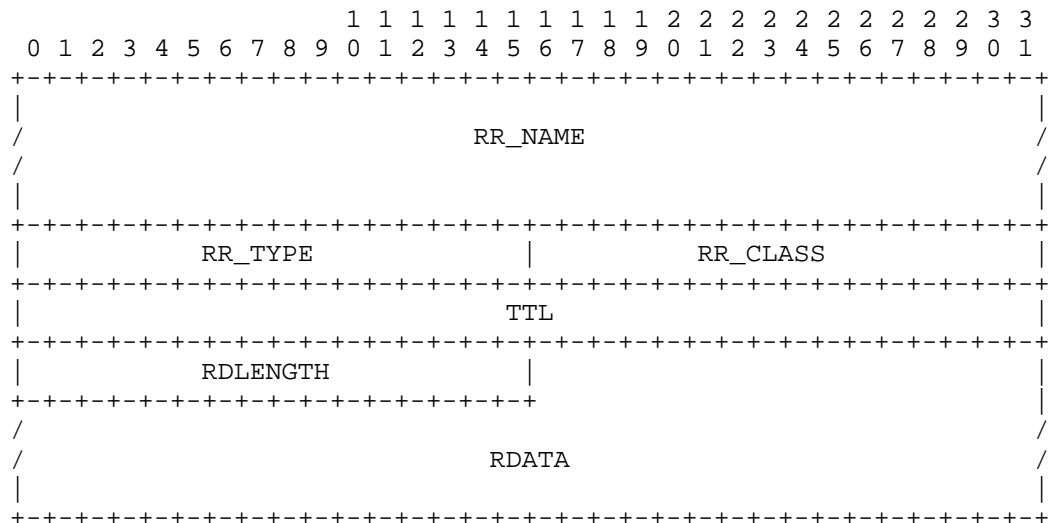 1 1 1 1 1 1 1 1 1 1 2 2 2 2 2 2 2 2 2 2 3 3
 0 1 2 3 4 5 6 7 8 9 0 1 2 3 4 5 6 7 8 9 0 1 2 3 4 5 6 7 8 9 0 1
+-+-+-+-+-+-+-+-+-+-+-+-+-+-+-+-+-+-+-+-+-+-+-+-+-+-+-+-+-+-+-+-+
|                                                               |
/                            RR_NAME                            /
/                                                               /
|                                                               |
+-+-+-+-+-+-+-+-+-+-+-+-+-+-+-+-+-+-+-+-+-+-+-+-+-+-+-+-+-+-+-+-+
|           RR_TYPE             |          RR_CLASS             |
+-+-+-+-+-+-+-+-+-+-+-+-+-+-+-+-+-+-+-+-+-+-+-+-+-+-+-+-+-+-+-+-+
|                              TTL                              |
+-+-+-+-+-+-+-+-+-+-+-+-+-+-+-+-+-+-+-+-+-+-+-+-+-+-+-+-+-+-+-+-+
|           RDLENGTH            |                               |
+-+-+-+-+-+-+-+-+-+-+-+-+-+-+-+-+                               |
/                                                               /
/                             RDATA                             /
|                                                               |
+-+-+-+-+-+-+-+-+-+-+-+-+-+-+-+-+-+-+-+-+-+-+-+-+-+-+-+-+-+-+-+-+